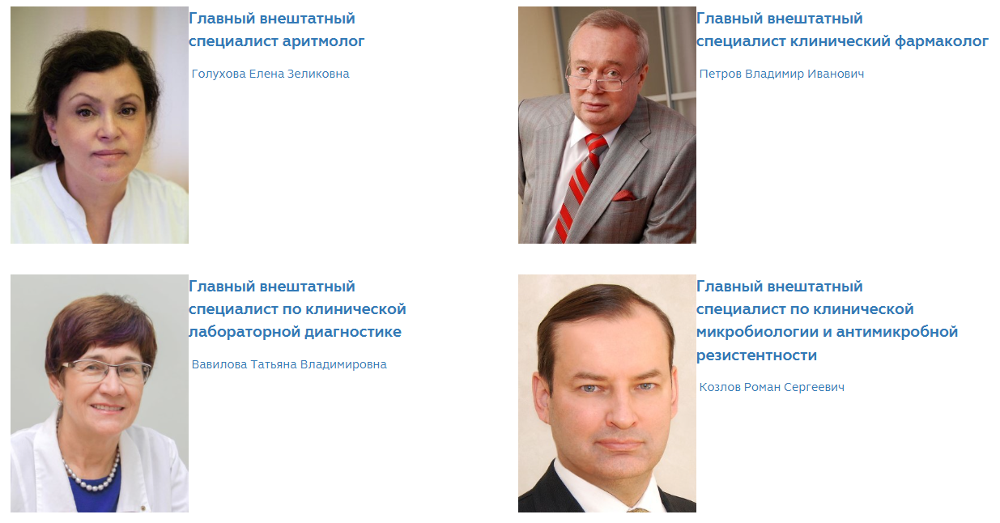 Главный внештатный
специалист аритмолог
Голухова Елена Зеликовна
Главный внештатный
специалист клинический фармаколог
Петров Владимир Иванович
Главный внештатный
специалист по клинической
лабораторной диагностике
Вавилова Татьяна Владимировна
Главный внештатный
специалист по клинической
микробиологии и антимикробной
резистентности
Козлов Роман Сергеевич